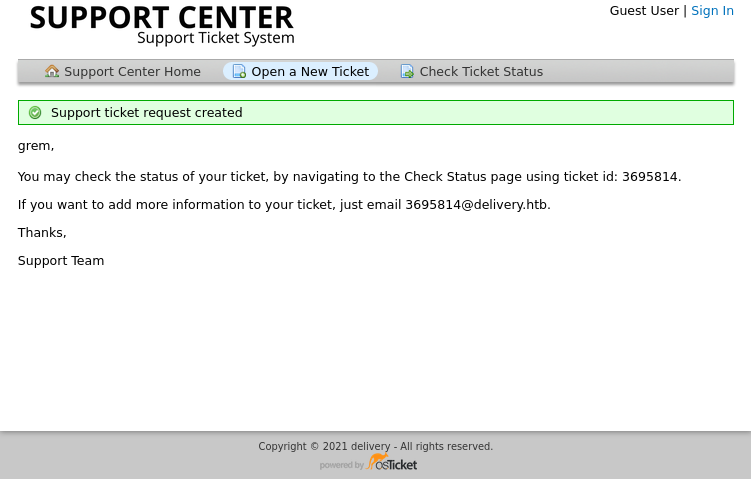 SUPPORT CENTER
Support Ticket System
Guest User | Sign In
Support Center Home Open a New Ticket Check Ticket Status
Support ticket request created
grem,
You may check the status of your ticket, by navigating to the Check Status page using ticket id: 3695814.
If you want to add more information to your ticket, just email 3695814@delivery.htb.
Thanks,
Support Team
Copyright © 2021 delivery - All rights reserved.
powered by osTicket